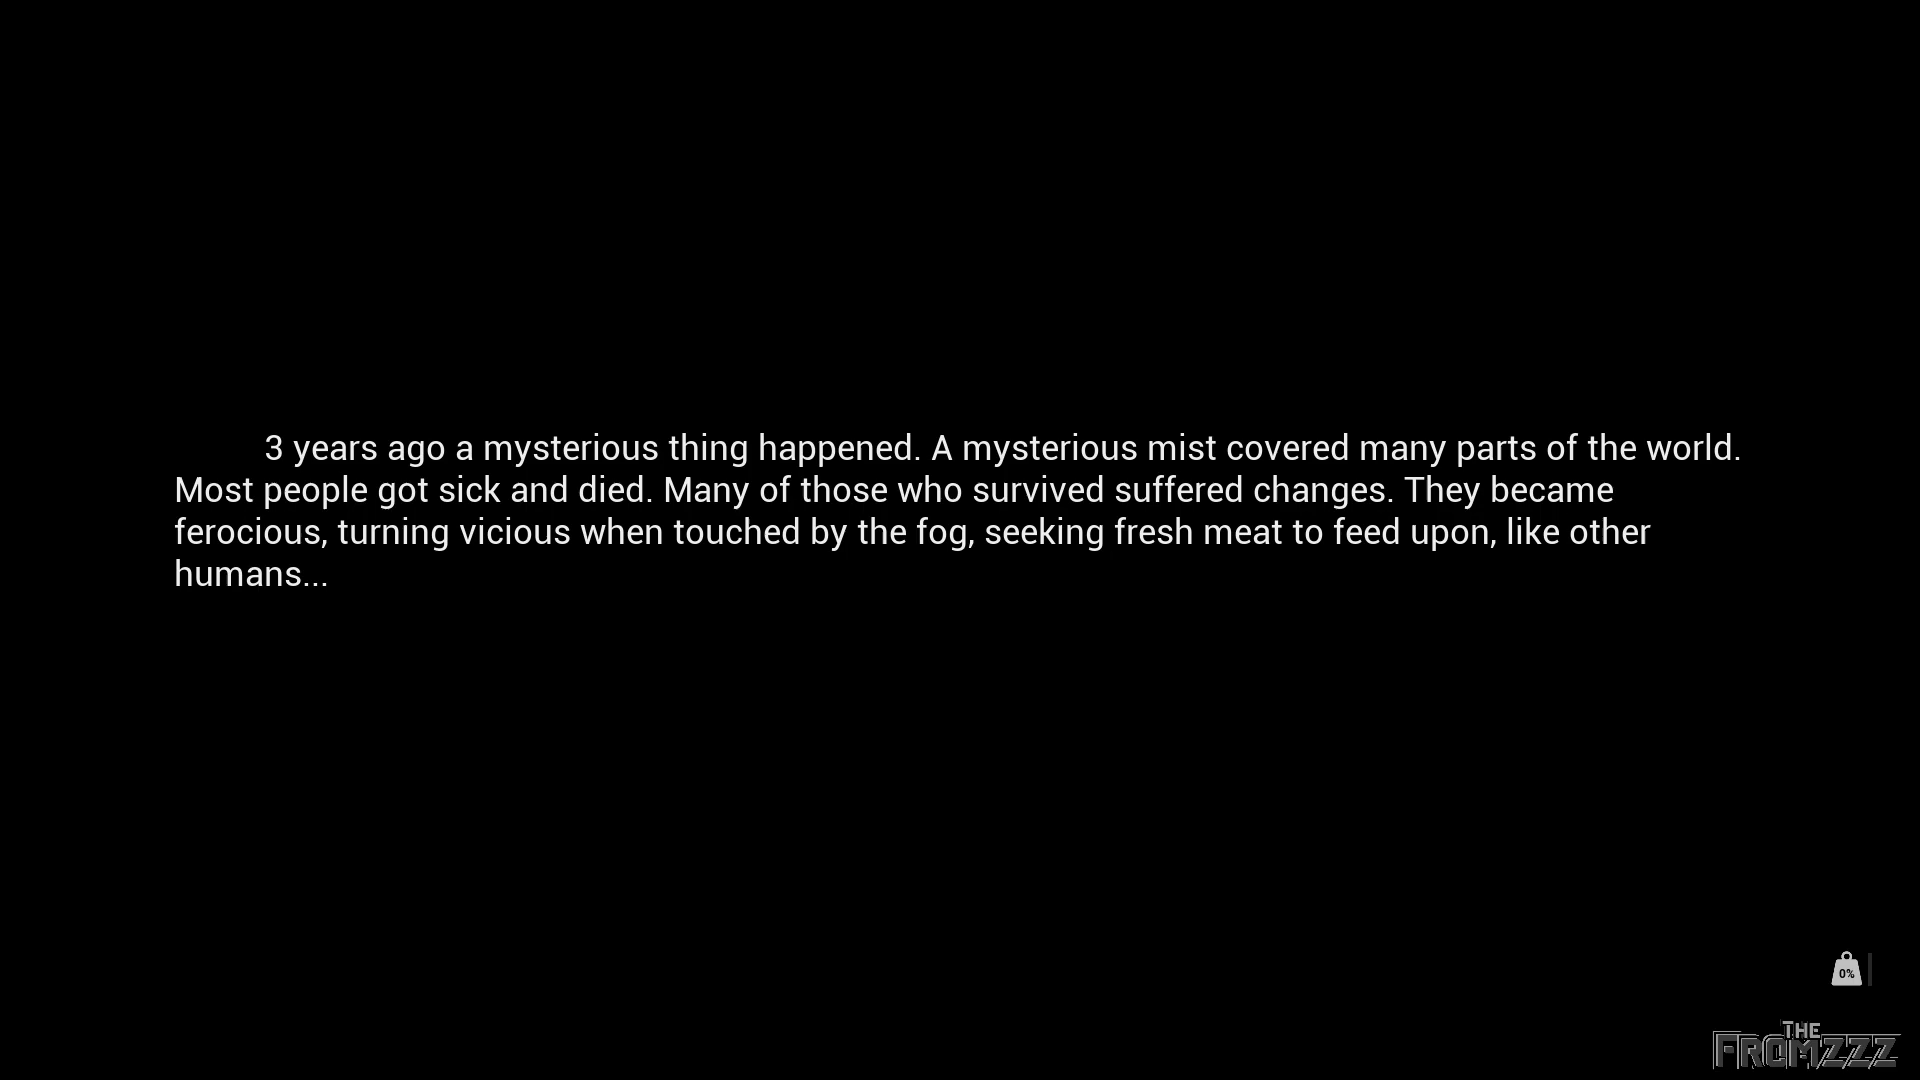 3 years ago a mysterious thing happened. A mysterious mist covered many parts of the world.
Most people got sick and died. Many of those who survived suffered changes. They became
ferocious, turning vicious when touched by the fog, seeking fresh meat to feed upon, like other
humans...
0%
THE
FROMZZZ